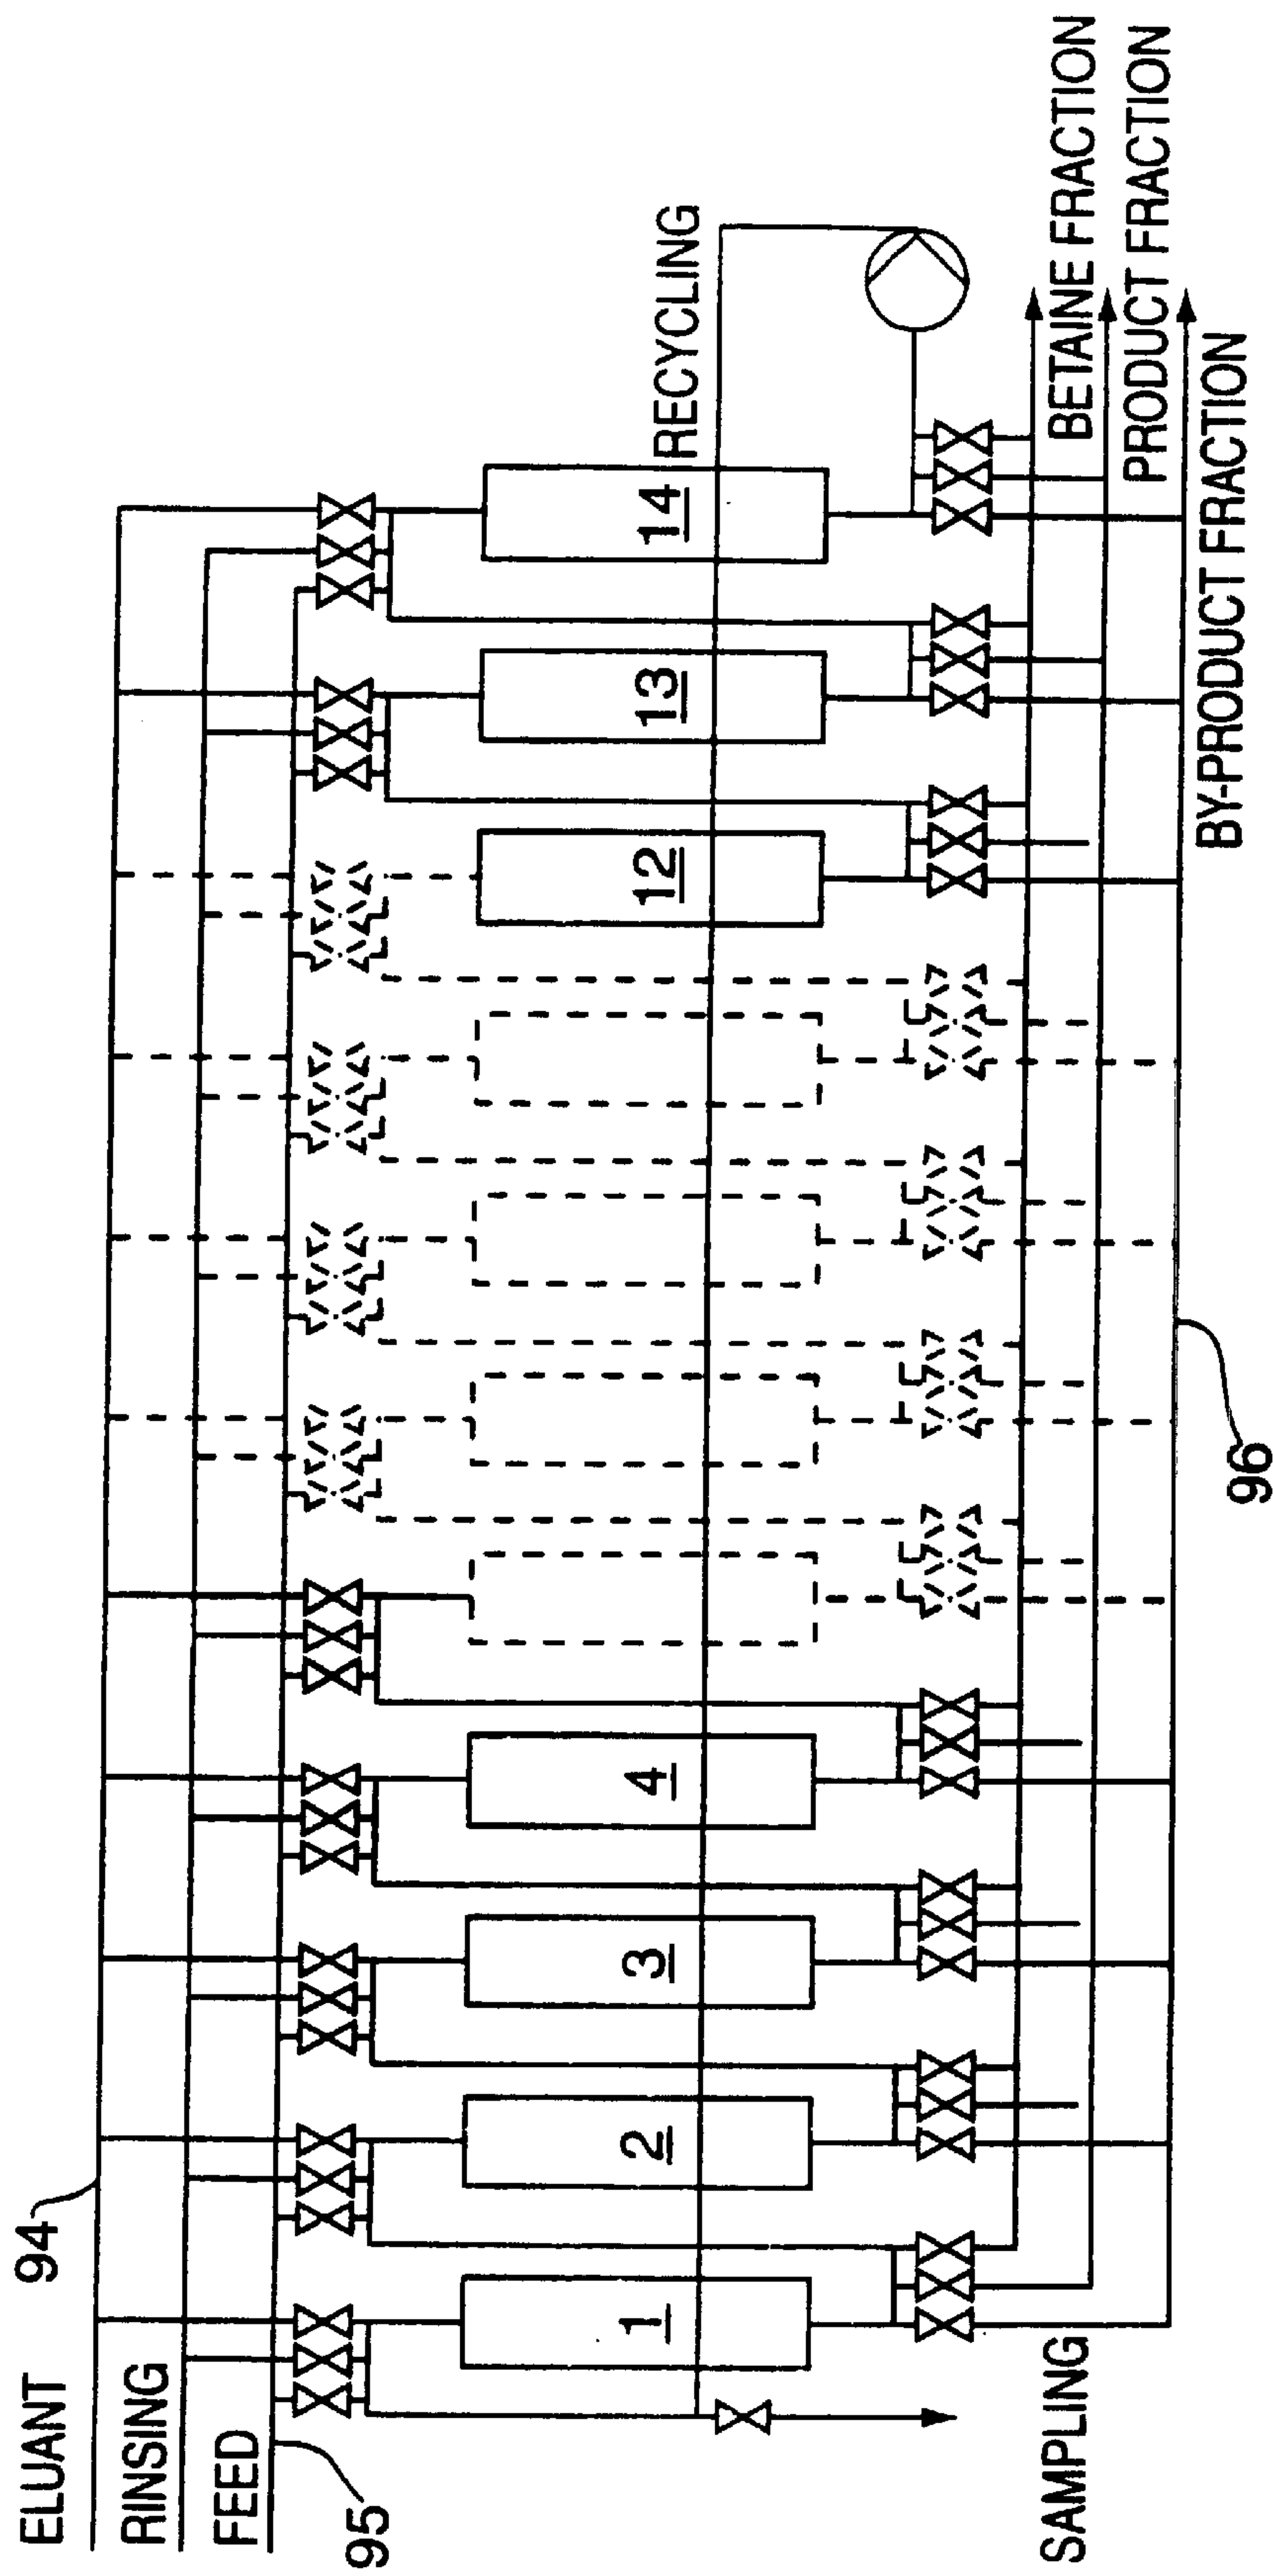 ELUANT
94
RINSING
FEED
95
RECYCLING
1
2
3
4
12
13
14
SAMPLING
BETAINE FRACTION
PRODUCT FRACTION
BY-PRODUCT FRACTION
96